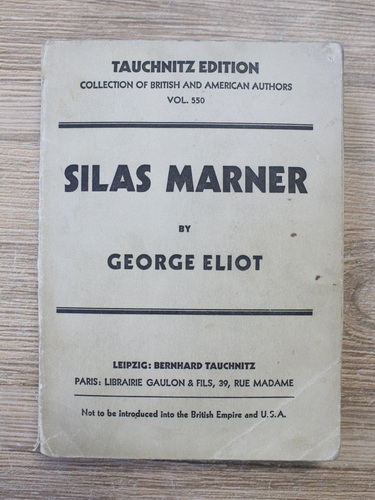 TAUCHNITZ EDITION
COLLECTION OF BRITISH AND AMERICAN AUTHORS
VOL. 550
SILAS MARNER
BY
GEORGE ELIOT
LEIPZIG: BERNHARD TAUCHNITZ
PARIS: LIBRAIRIE GAULON & FILS, 39, RUE MADAME
Not to be introduced into the British Empire and U.S.A.